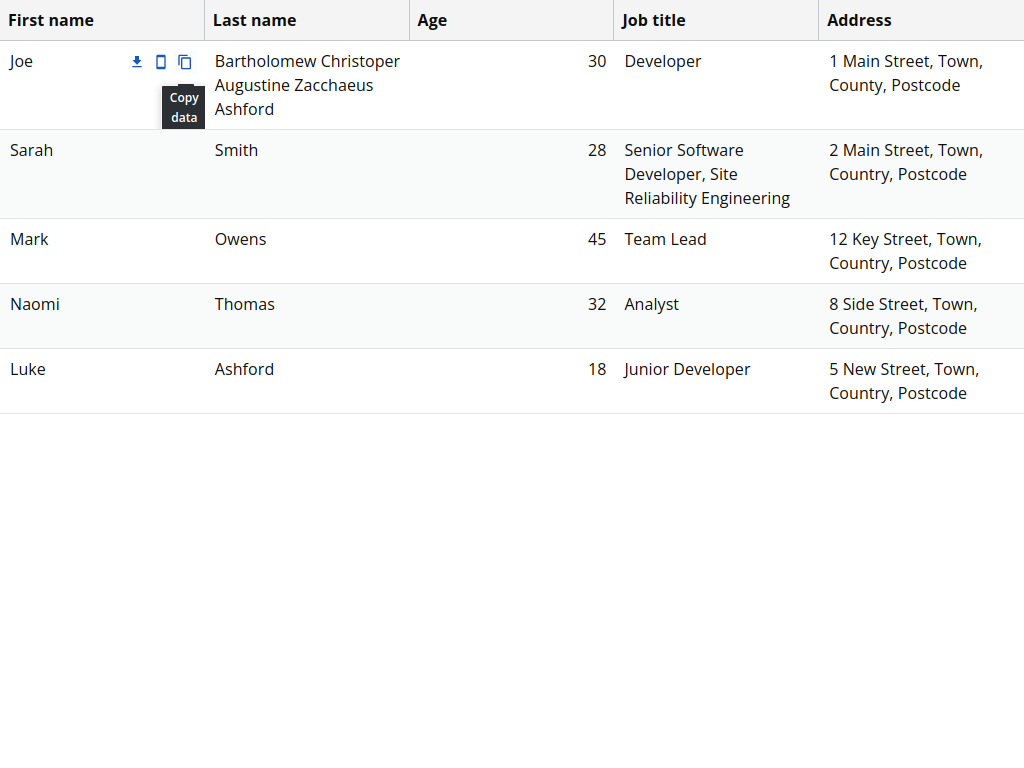 First name Last name Age Job title Address
Joe Bartholomew Christoper 30 Developer 1 Main Street, Town,
Augustine Zacchaeus County, Postcode
Copy
data
Ashford
Sarah Smith 28 Senior Software 2 Main Street, Town,
Developer, Site Country, Postcode
Reliability Engineering
Mark Owens 45 Team Lead 12 Key Street, Town,
Country, Postcode
Naomi Thomas 32 Analyst 8 Side Street, Town,
Country, Postcode
Luke Ashford 18 Junior Developer 5 New Street, Town,
Country, Postcode